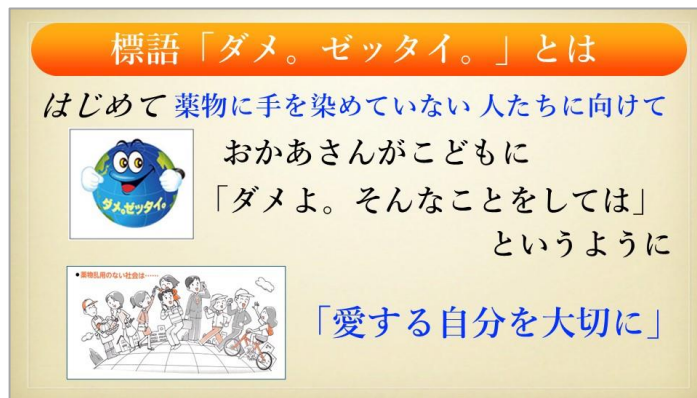 標語「ダメ。ゼッタイ。」とは
はじめて 薬物に手を染めていない 人たちに向けて
おかあさんがこどもに
ダメ。ゼッタイ。
「ダメよ。そんなことをしては」
というように
●薬物乱用のない社会は……
「愛する自分を大切に」